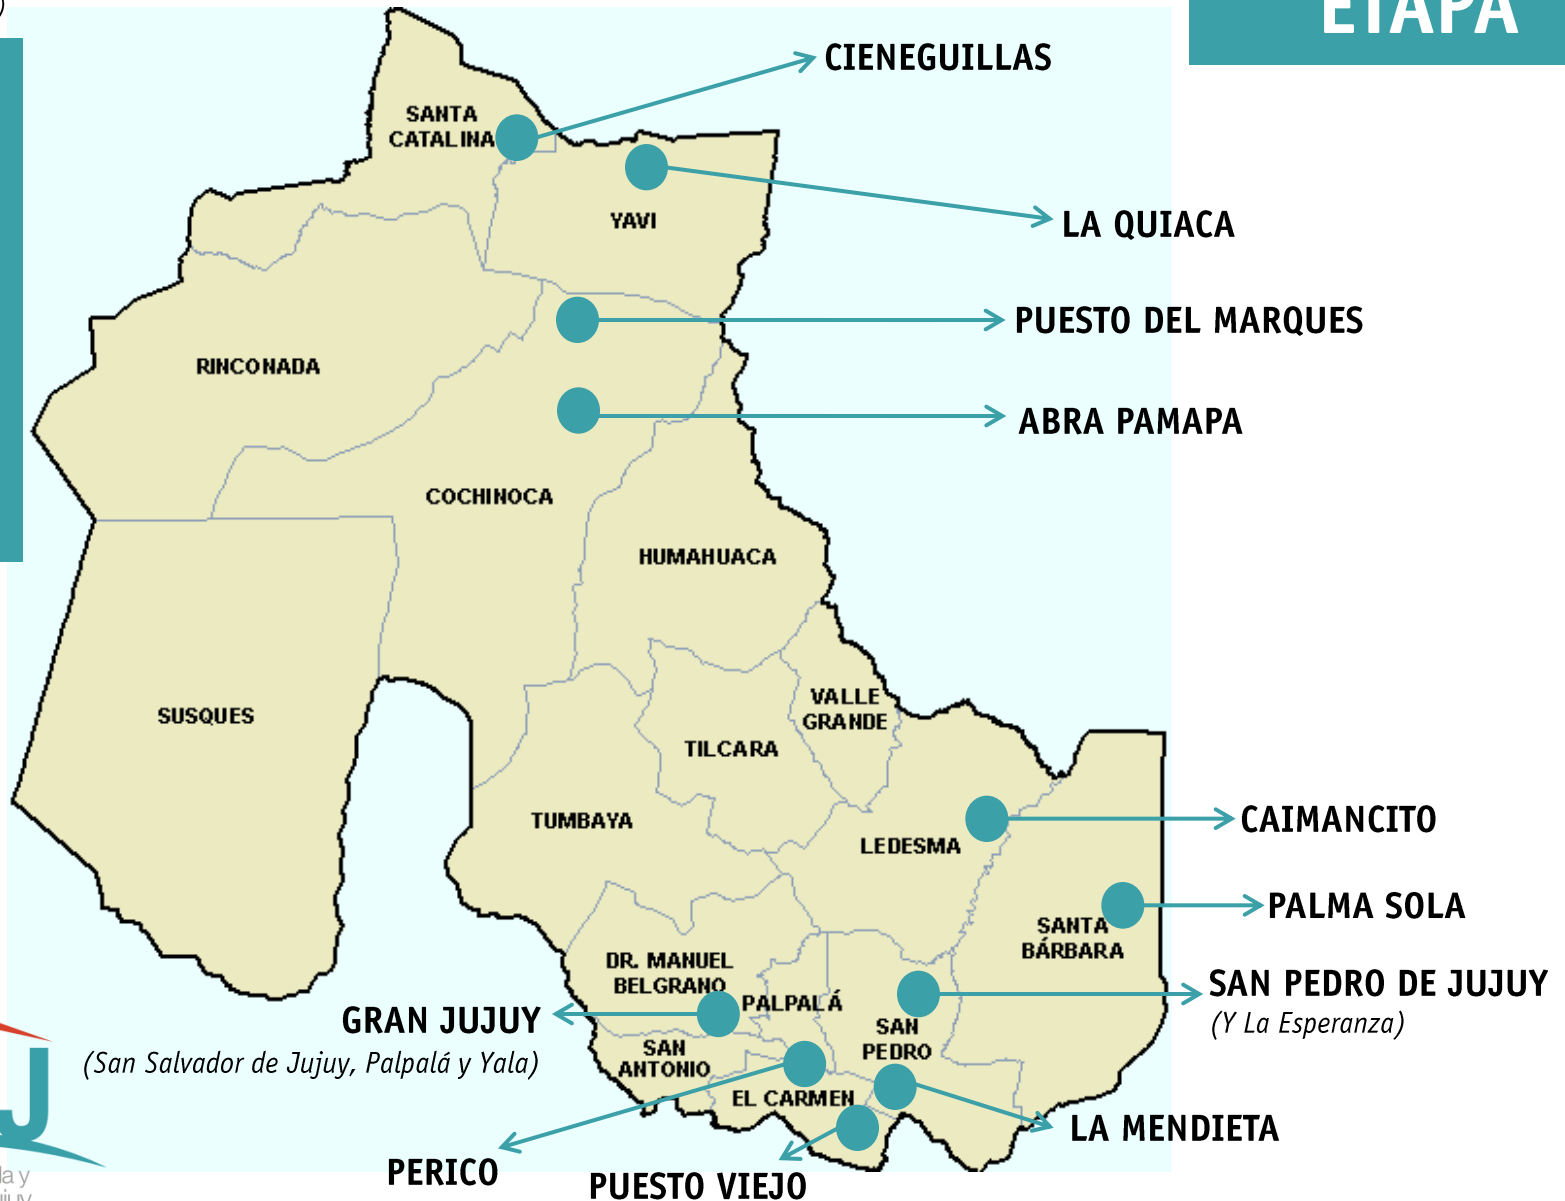 )
ETAPA
CIENEGUILLAS
SANTA
CATALINA
LA QUIACA
YAVI
PUESTO DEL MARQUES
RINCONADA
ABRA PAMAPA
COCHINOCA
HUMAHUACA
SUSQUES
VALLE
GRANDE
TILCARA
TUMBAYA
LEDESMA
CAIMANCITO
PALMA SOLA
SANTA
BÁRBARA
DR. MANUEL
BELGRANO
PALPALÁ
SAN PEDRO DE JUJUY
(Y La Esperanza)
GRAN JUJUY
(San Salvador de Jujuy, Palpalá y Yala)
SAN
PEDRO
SAN
ANTONIO
EL CARMEN
LA MENDIETA
PERICO
PUESTO VIEJO
J
da y